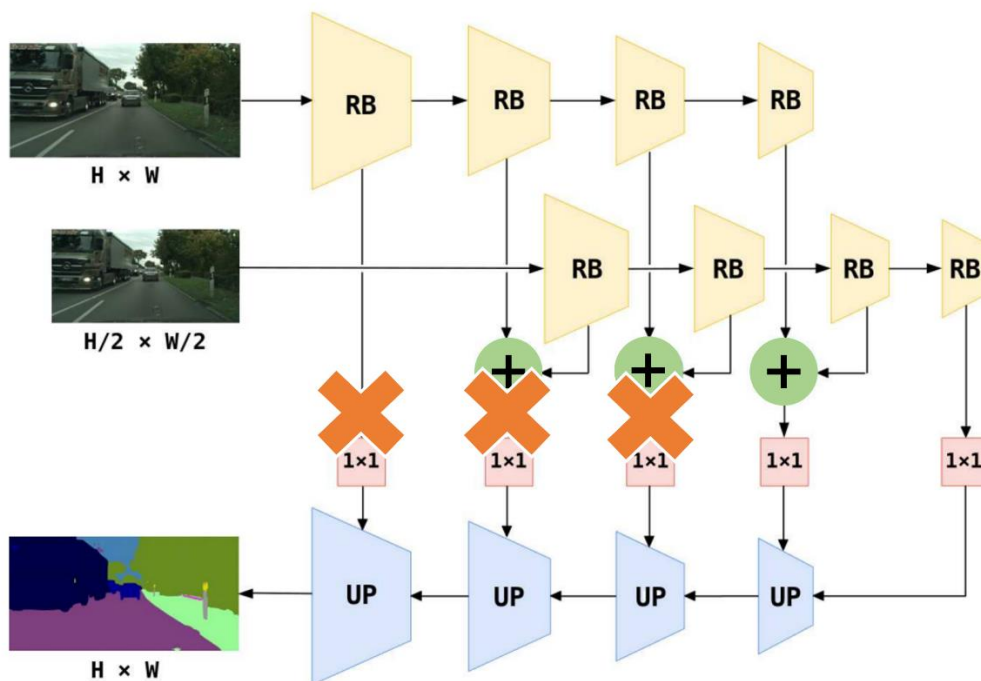 RB
RB
RB
RB
H × W
RB
RB
RB
RB
H/2 × W/2
+
+
+
1×1
1×1
1×1
1×1
1×1
UP
UP
UP
UP
H × W